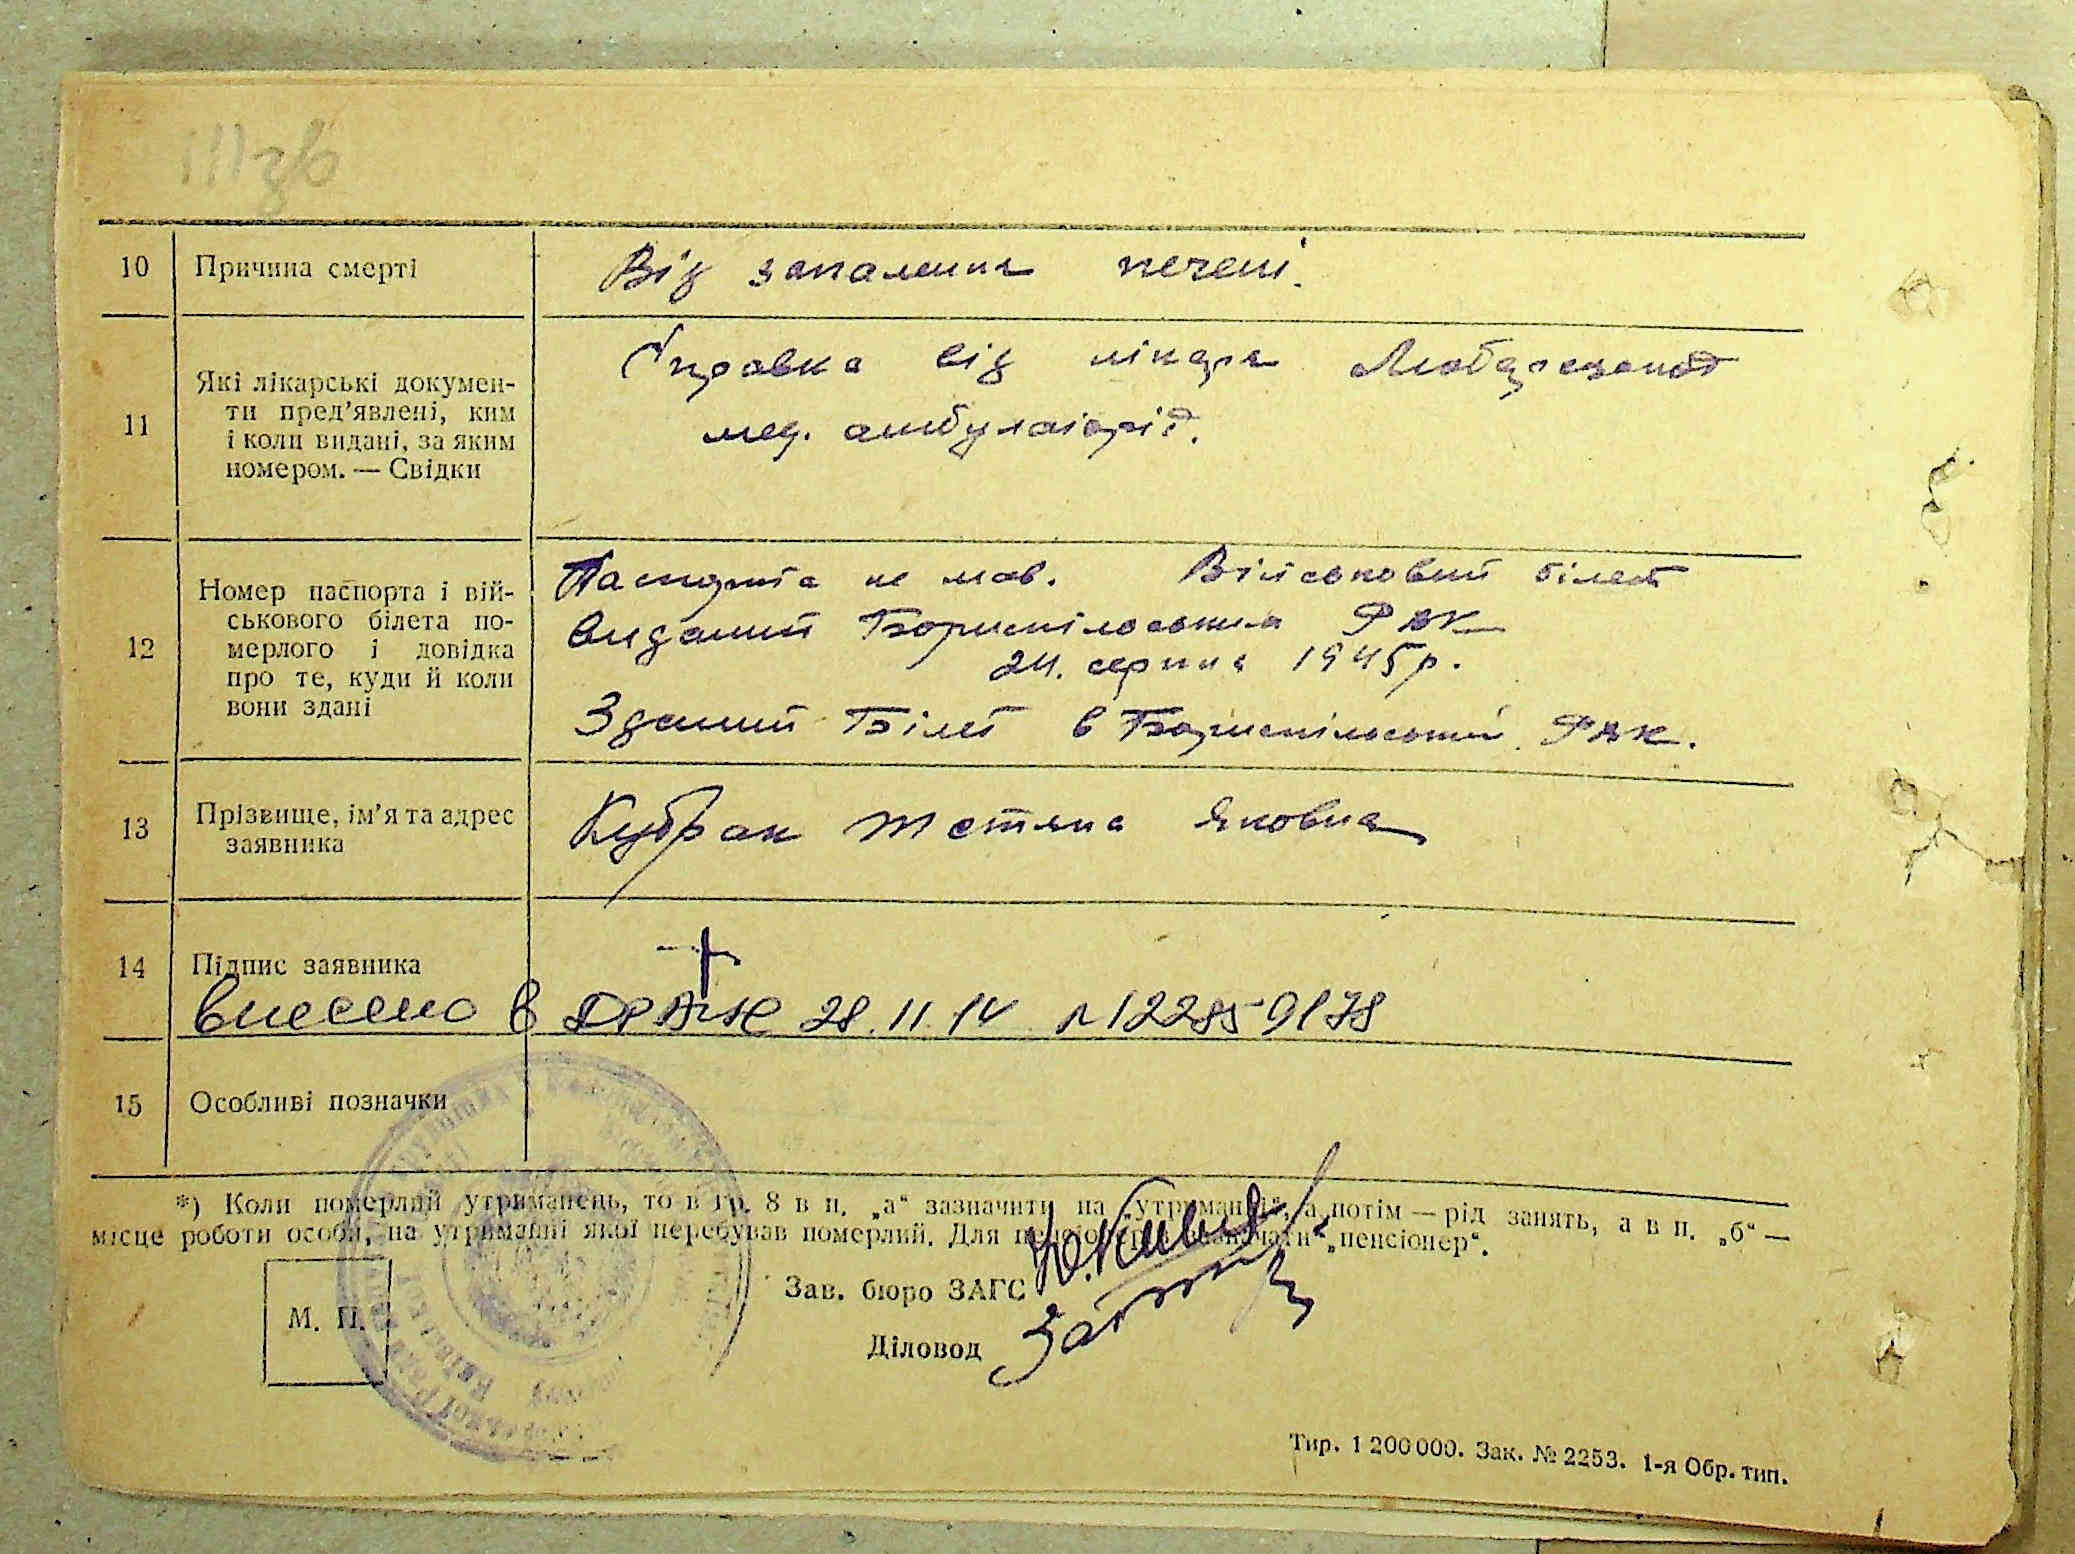 10 Причина смерті Від запалення печені.
11 Які лікарські докумен-
ти пред’явлені, ким
і коли видані, за яким
номером. — Свідки
Справка від лікаря Любарецької
мед. амбулаторії.
12 Номер паспорта і вій-
ськового білета по-
мерлого і довідка
про те, куди й коли
вони здані
Паспорта не мав. Військовий білет
виданий Бориспільським РВК
24. серпня 1945 р.
Зданий Білет в Бориспільський РВК.
13 Прізвище, ім’я та адрес
заявника
Кубрак Тетяна Яковна
14 Підпис заявника +
внесено в ДРАЦС 28.11.14 №122859178
15 Особливі позначки
*) Коли померлий утриманець, то в гр. 8 в п. „а“ зазначити на „утриманні“, а потім — рід занять, а в п. „б“ —
місце роботи особи, на утриманні якої перебував померлий. Для пенсіонерів зазначати „пенсіонер“.
Зав. бюро ЗАГС
М. П.
Діловод
Тир. 1 200 000. Зак. № 2253. 1-я Обр. тип.